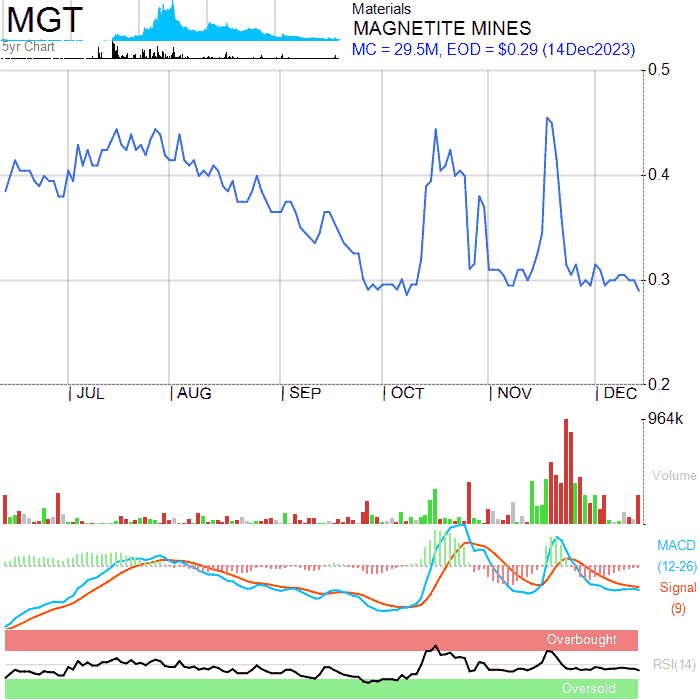 MGT
5yr Chart
Materials
MAGNETITE MINES
MC = 29.5M, EOD = $0.29 (14Dec2023)
0.5
0.4
0.3
0.2
JUL AUG SEP OCT NOV DEC
964k
Volume
MACD
(12-26)
Signal
(9)
Overbought
RSI(14)
Oversold